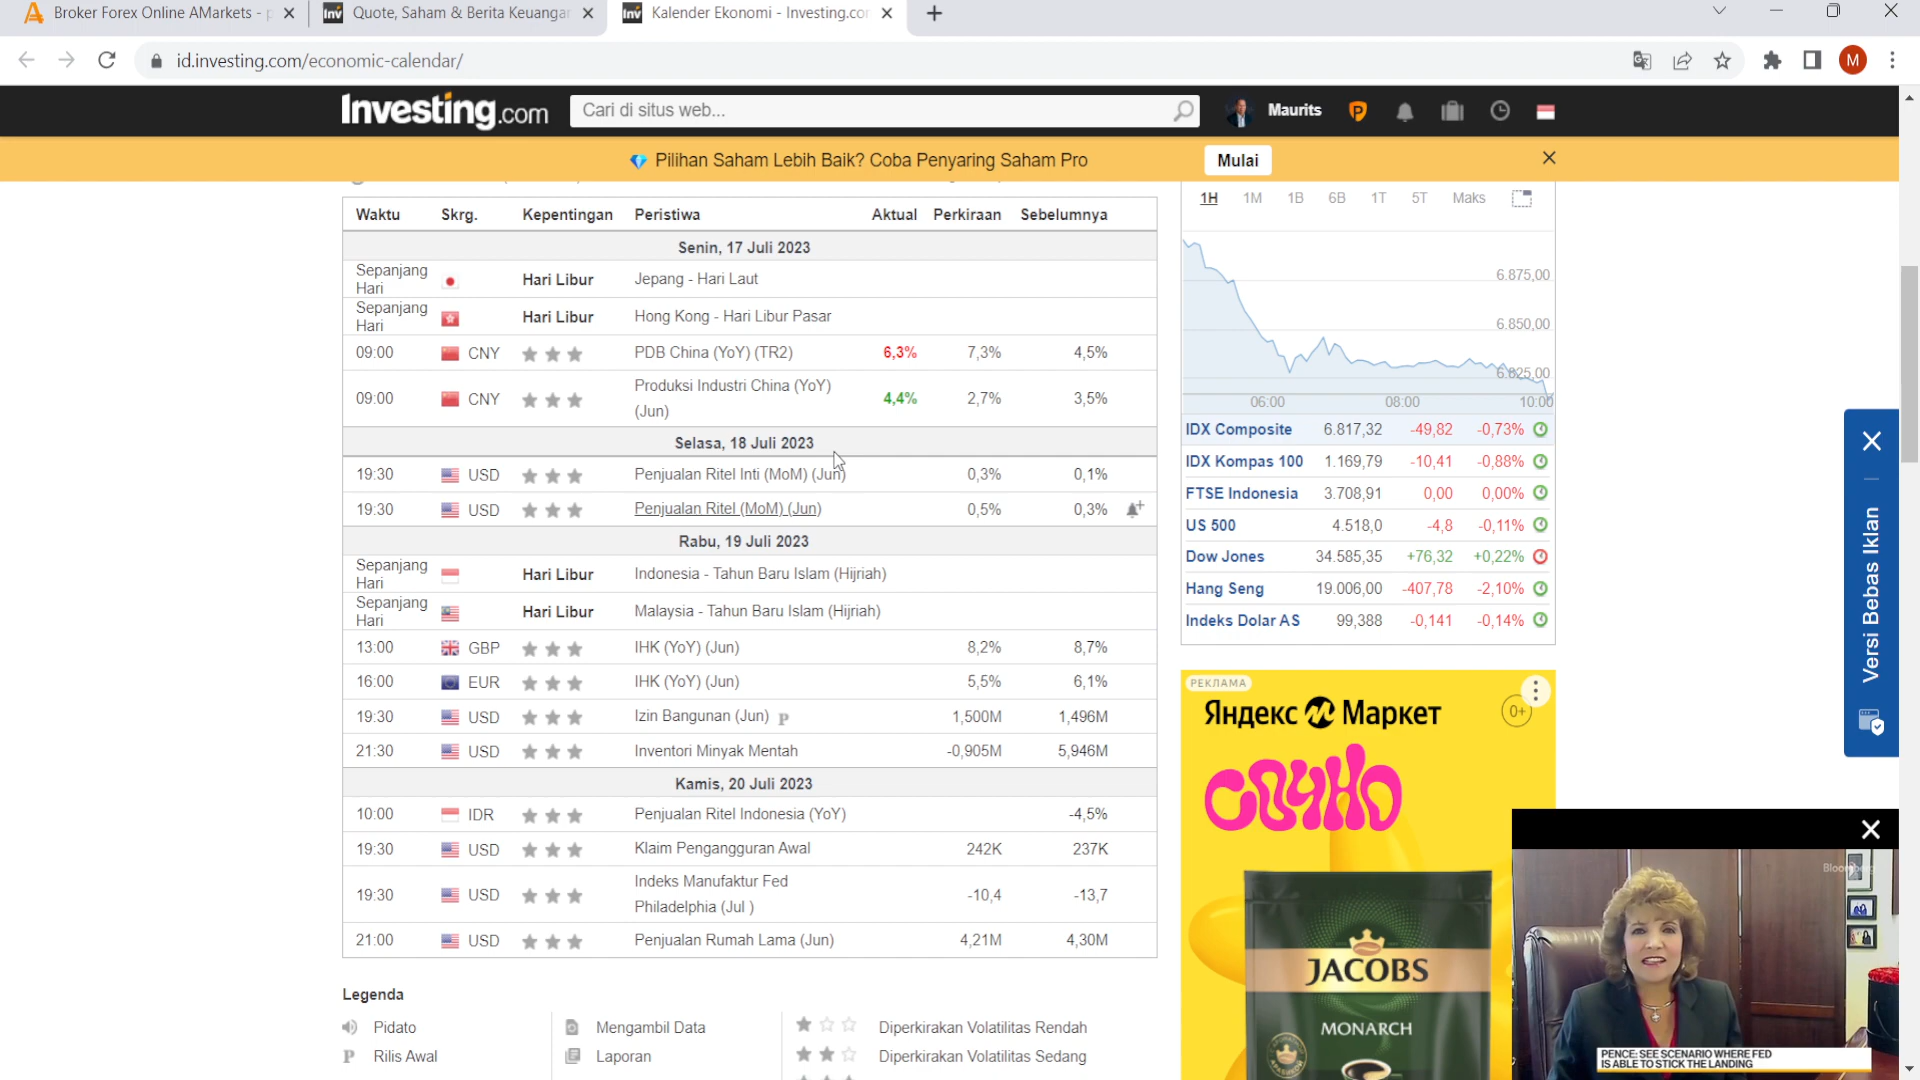 Broker Forex Online AMarkets -
Quote, Saham & Berita Keuangan
Kalender Ekonomi - Investing.com
id.investing.com/economic-calendar/
M
Investing.com
Cari di situs web...
Maurits
P
Pilihan Saham Lebih Baik? Coba Penyaring Saham Pro
Mulai
Waktu Skrg. Kepentingan Peristiwa Aktual Perkiraan Sebelumnya
Senin, 17 Juli 2023
Sepanjang Hari Hari Libur Jepang - Hari Laut
Sepanjang Hari Hari Libur Hong Kong - Hari Libur Pasar
09:00 CNY PDB China (YoY) (TR2) 6,3% 7,3% 4,5%
09:00 CNY Produksi Industri China (YoY) (Jun) 4,4% 2,7% 3,5%
Selasa, 18 Juli 2023
19:30 USD Penjualan Ritel Inti (MoM) (Jun) 0,3% 0,1%
19:30 USD Penjualan Ritel (MoM) (Jun) 0,5% 0,3%
Rabu, 19 Juli 2023
Sepanjang Hari Hari Libur Indonesia - Tahun Baru Islam (Hijriah)
Sepanjang Hari Hari Libur Malaysia - Tahun Baru Islam (Hijriah)
13:00 GBP IHK (YoY) (Jun) 8,2% 8,7%
16:00 EUR IHK (YoY) (Jun) 5,5% 6,1%
19:30 USD Izin Bangunan (Jun) P 1,500M 1,496M
21:30 USD Inventori Minyak Mentah -0,905M 5,946M
Kamis, 20 Juli 2023
10:00 IDR Penjualan Ritel Indonesia (YoY) -4,5%
19:30 USD Klaim Pengangguran Awal 242K 237K
19:30 USD Indeks Manufaktur Fed Philadelphia (Jul ) -10,4 -13,7
21:00 USD Penjualan Rumah Lama (Jun) 4,21M 4,30M
Legenda
Pidato Mengambil Data Diperkirakan Volatilitas Rendah
P Rilis Awal Laporan Diperkirakan Volatilitas Sedang
1H 1M 1B 6B 1T 5T Maks
6.875,00
6.850,00
6.825,00
06:00 08:00 10:00
IDX Composite 6.817,32 -49,82 -0,73%
IDX Kompas 100 1.169,79 -10,41 -0,88%
FTSE Indonesia 3.708,91 0,00 0,00%
US 500 4.518,0 -4,8 -0,11%
Dow Jones 34.585,35 +76,32 +0,22%
Hang Seng 19.006,00 -407,78 -2,10%
Indeks Dolar AS 99,388 -0,141 -0,14%
РЕКЛАМА
Яндекс Маркет
0+
СОЧНО
JACOBS
MONARCH
Versi Bebas Iklan
Bloomberg
PENCE: SEE SCENARIO WHERE FED
IS ABLE TO STICK THE LANDING